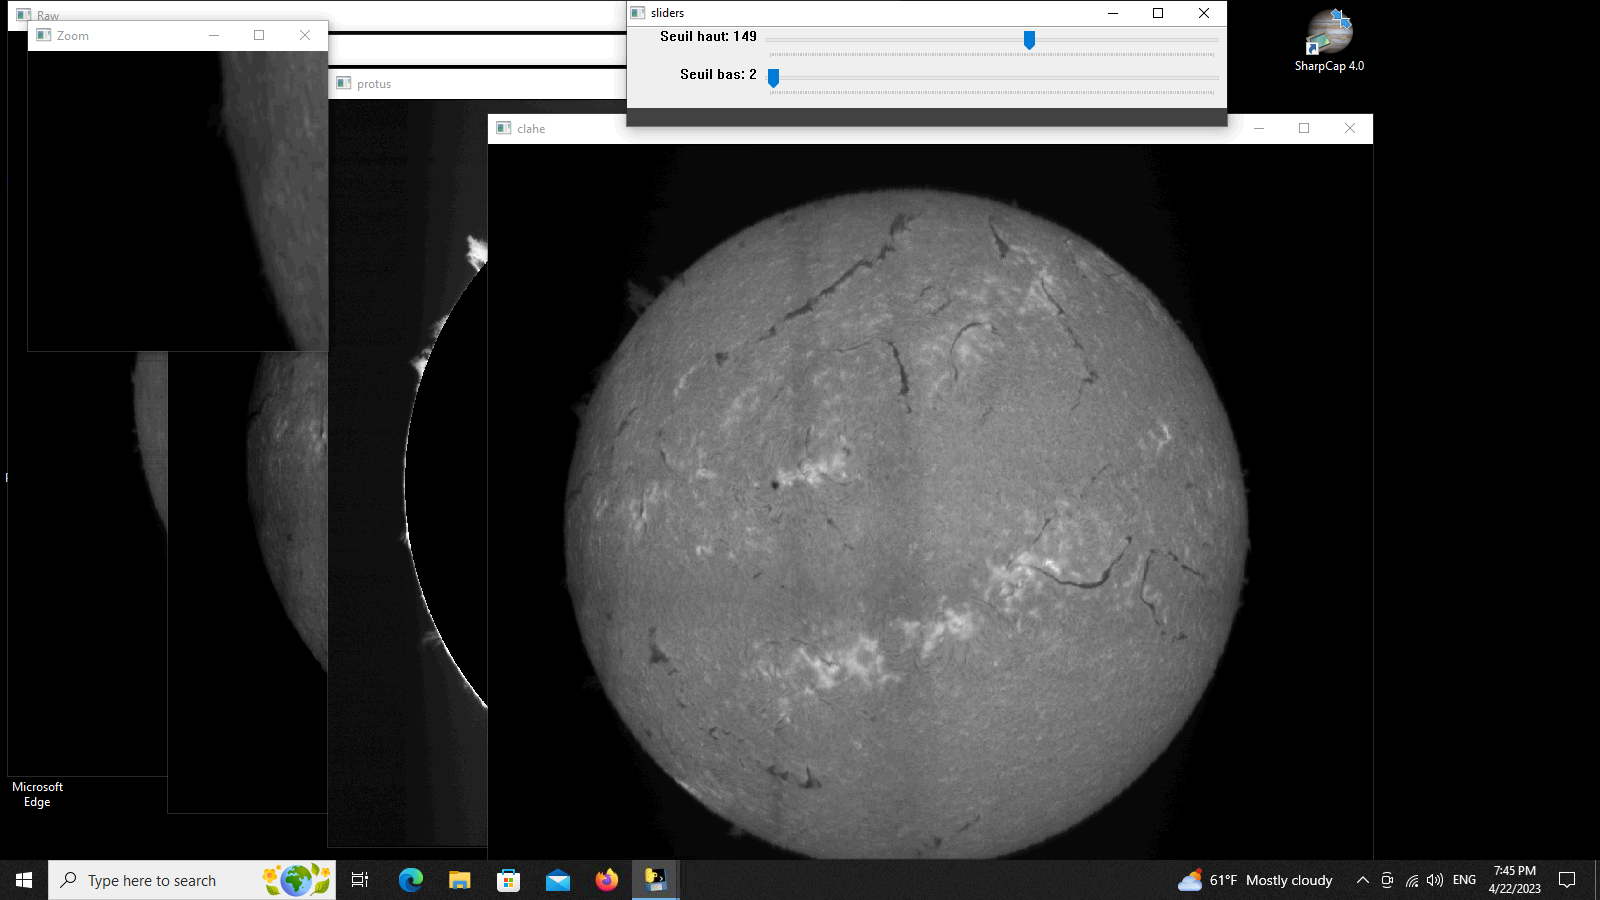 Raw
Zoom
protus
sliders
Seuil haut: 149
Seuil bas: 2
clahe
SharpCap 4.0
Microsoft
Edge
Type here to search
61°F Mostly cloudy
ENG
7:45 PM
4/22/2023